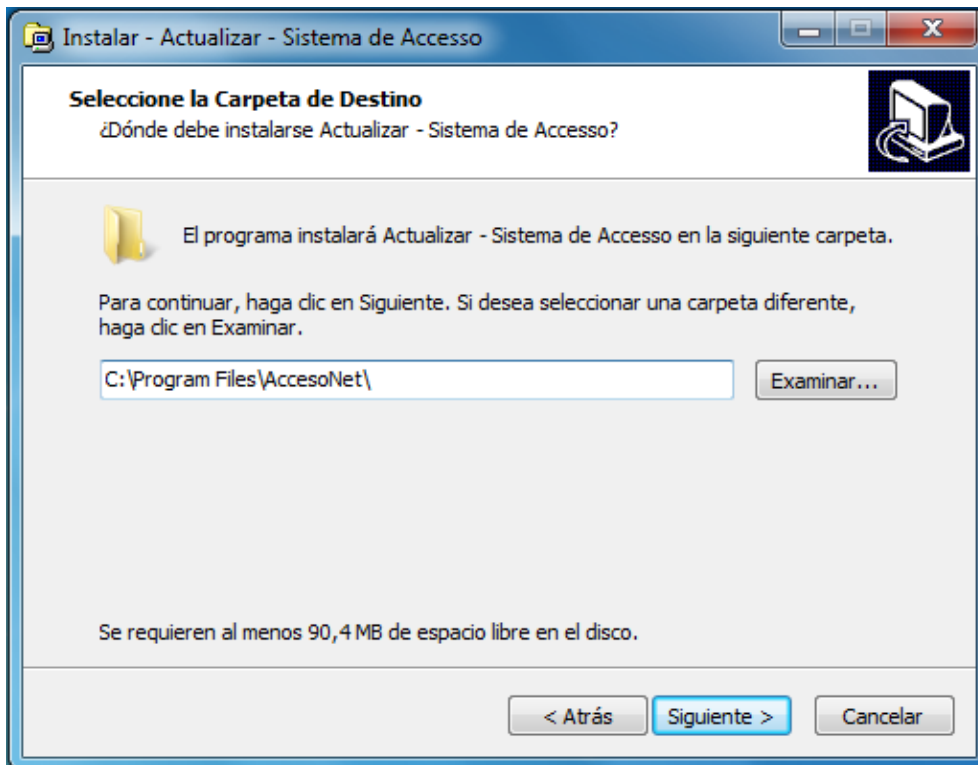 Instalar - Actualizar - Sistema de Accesso
Seleccione la Carpeta de Destino
¿Dónde debe instalarse Actualizar - Sistema de Accesso?
El programa instalará Actualizar - Sistema de Accesso en la siguiente carpeta.
Para continuar, haga clic en Siguiente. Si desea seleccionar una carpeta diferente,
haga clic en Examinar.
C:\Program Files\AccesoNet\
Examinar...
Se requieren al menos 90,4 MB de espacio libre en el disco.
< Atrás
Siguiente >
Cancelar